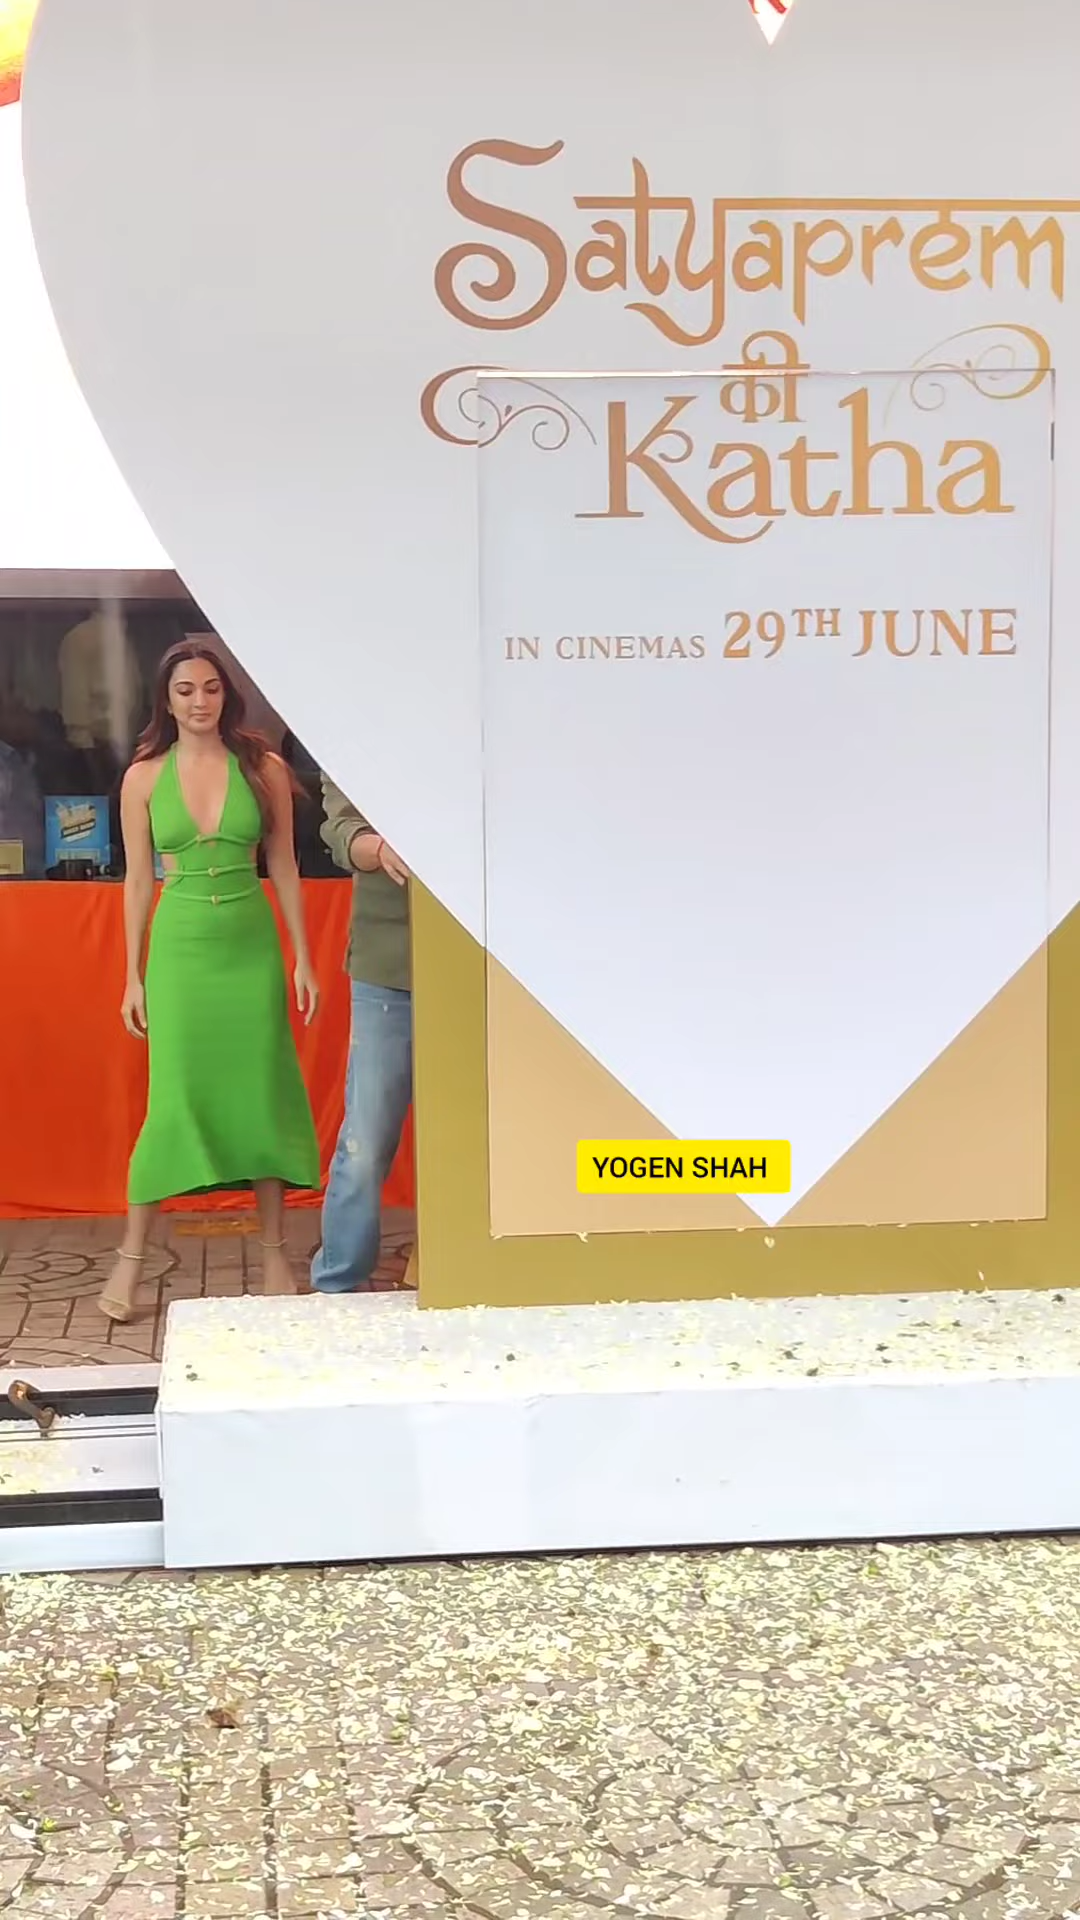 Satyaprem
की
Katha
IN CINEMAS 29TH JUNE
YOGEN SHAH